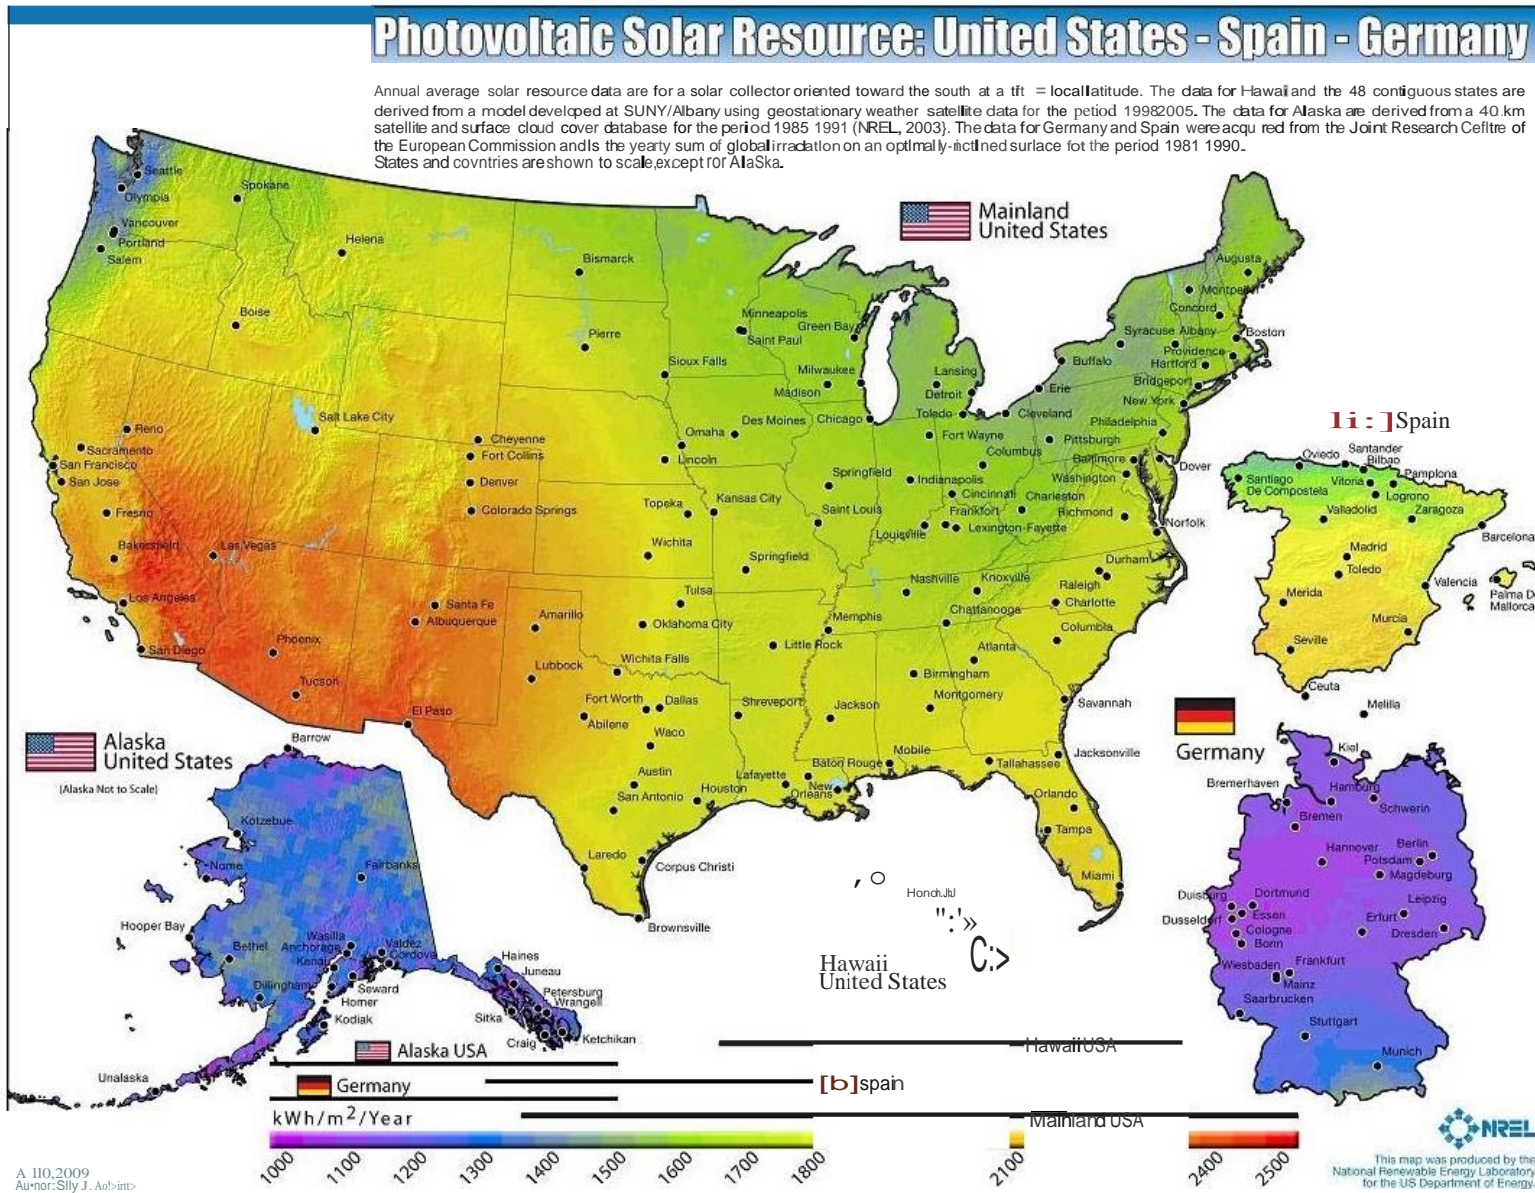 Photovoltaic Solar Resource: United States - Spain - Germany
Annual average solar resource data are for a solar collector oriented toward the south at a tilt = local latitude. The data for Hawaii and the 48 contiguous states are
derived from a model developed at SUNY/Albany using geostationary weather satellite data for the petiod 19982005. The data for Alaska are derived from a 40 km
satellite and surface cloud cover database for the period 1985 1991 (NREL, 2003}. The data for Germany and Spain were acqu red from the Joint Research Cefltre of
the European Commission and Is the yearty sum of global irradation on an optimally-inctlned surlace fot the period 1981 1990.
States and covntries are shown to scale,except ror AlaSka.
Mainland
United States
Seattle
Olympia
Spokane
Vancouver
Portland
Salem
Helena
Bismarck
Boise
Pierre
Minneapolis
Saint Paul
Green Bay
Augusta
Montpelier
Concord
Syracuse Albany
Boston
Buffalo
Providence
Hartford
Sioux Falls
Milwaukee
Madison
Lansing
Detroit
Erie
Bridgeport
New York
Reno
Salt Lake City
Cheyenne
Omaha
Des Moines
Chicago
Toledo
Cleveland
Philadelphia
Sacramento
San Francisco
San Jose
Fort Collins
Lincoln
Fort Wayne
Pittsburgh
Columbus
Baltimore
Dover
Denver
Springfield
Indianapolis
Washington
Fresno
Colorado Springs
Topeka
Kansas City
Saint Louis
Cincinnati
Charleston
Frankfort
Richmond
Louisville
Lexington-Fayette
Norfolk
Bakersfield
Las Vegas
Wichita
Springfield
Durham
Nashville
Knoxville
Raleigh
Los Angeles
Santa Fe
Albuquerque
Amarillo
Tulsa
Oklahoma City
Memphis
Chattanooga
Charlotte
Columbia
San Diego
Phoenix
Little Rock
Atlanta
Tucson
Lubbock
Wichita Falls
Birmingham
El Paso
Fort Worth
Dallas
Abilene
Shreveport
Jackson
Montgomery
Savannah
Waco
Mobile
Jacksonville
Austin
Lafayette
Baton Rouge
Tallahassee
San Antonio
Houston
New
Orleans
Orlando
Tampa
Laredo
Corpus Christi
Miami
Brownsville
1i:]Spain
Oviedo
Santander
Bilbao
Pamplona
Santiago
De Compostela
Vitoria
Logrono
Valladolid
Zaragoza
Barcelona
Madrid
Toledo
Merida
Valencia
Palma D
Mallorca
Seville
Murcia
Ceuta
Melilla
Germany
Kiel
Bremerhaven
Hamburg
Schwerin
Bremen
Hannover
Berlin
Potsdam
Magdeburg
Duisburg
Dortmund
Leipzig
Dusseldorf
Essen
Erfurt
Cologne
Bonn
Dresden
Wiesbaden
Frankfurt
Mainz
Saarbrucken
Stuttgart
Munich
Alaska
United States
(Alaska Not to Scale)
Barrow
Kotzebue
Nome
Fairbanks
Hooper Bay
Bethel
Wasilla
Anchorage
Kenai
Valdez
Cordova
Dillingham
Seward
Homer
Kodiak
Haines
Juneau
Petersburg
Wrangell
Sitka
Craig
Ketchikan
Unalaska
Hawaii
United States
Alaska USA
Hawaii USA
Germany
[b]spain
Mainland USA
kWh/m2/Year
1000 1100 1200 1300 1400 1500 1600 1700 1800 2100 2400 2500
A 110,2009
NREL
This map was produced by the
National Renewable Energy Laboratory
for the US Department of Energy.